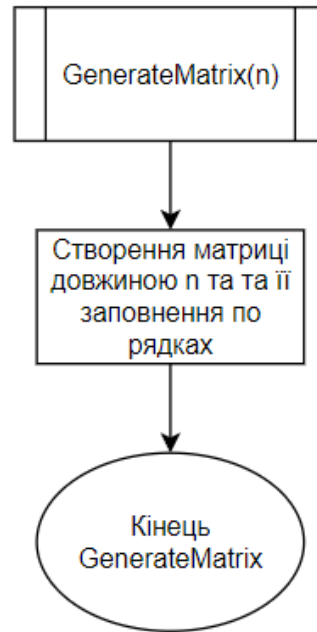 GenerateMatrix(n)
Створення матриці
довжиною n та та її
заповнення по
рядках
Кінець
GenerateMatrix